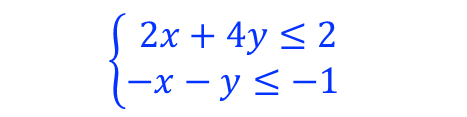 2x + 4y ≤ 2
−x − y ≤ −1